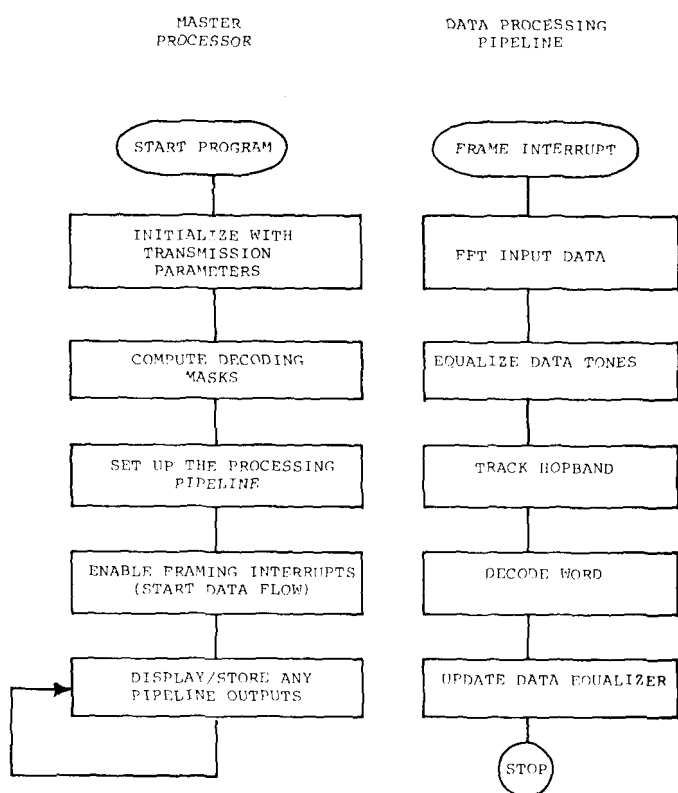 MASTER
PROCESSOR
START PROGRAM
INITIALIZE WITH
TRANSMISSION
PARAMETERS
COMPUTE DECODING
MASKS
SET UP THE PROCESSING
PIPELINE
ENABLE FRAMING INTERRUPTS
(START DATA FLOW)
DISPLAY/STORE ANY
PIPELINE OUTPUTS
DATA PROCESSING
PIPELINE
FRAME INTERRUPT
FFT INPUT DATA
EQUALIZE DATA TONES
TRACK HOPBAND
DECODE WORD
UPDATE DATA EQUALIZER
STOP